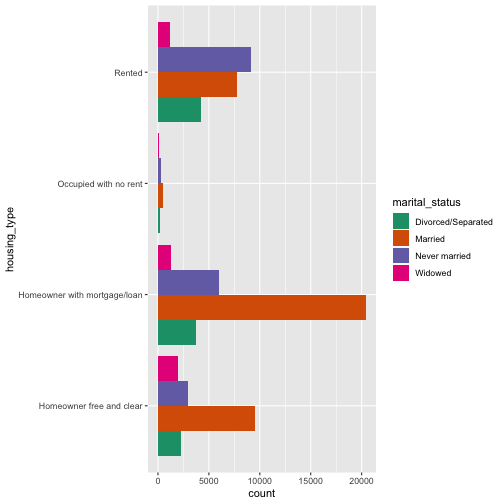 housing_type
Rented
Occupied with no rent
Homeowner with mortgage/loan
Homeowner free and clear
0 5000 10000 15000 20000
count
marital_status
Divorced/Separated
Married
Never married
Widowed